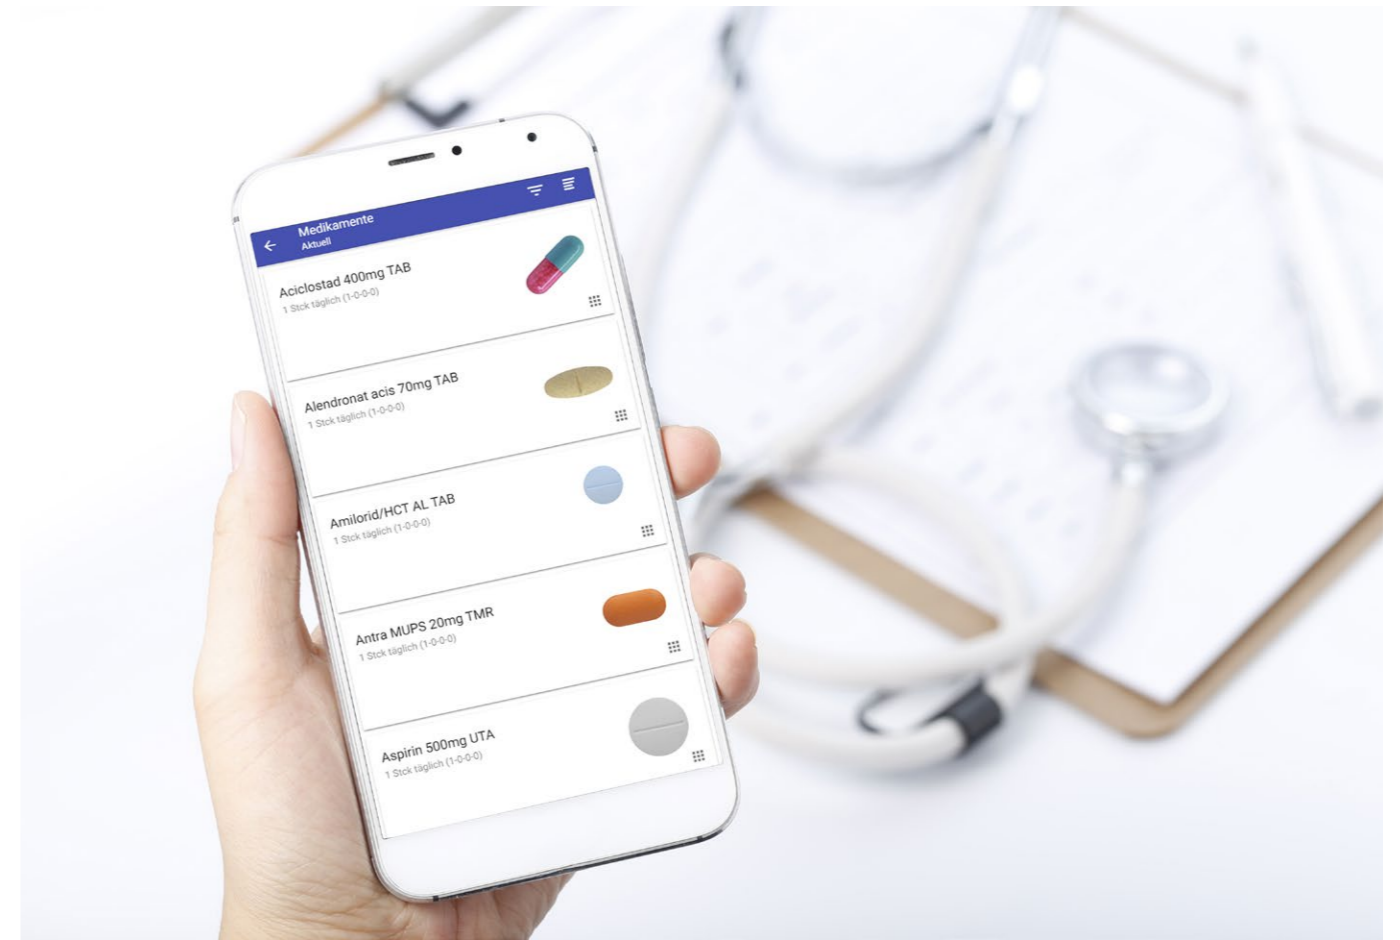 Medikamente
Aktuell
Aciclostad 400mg TAB
1 Stck täglich (1-0-0-0)
Alendronat acis 70mg TAB
1 Stck täglich (1-0-0-0)
Amilorid/HCT AL TAB
1 Stck täglich (1-0-0-0)
Antra MUPS 20mg TMR
1 Stck täglich (1-0-0-0)
Aspirin 500mg UTA
1 Stck täglich (1-0-0-0)